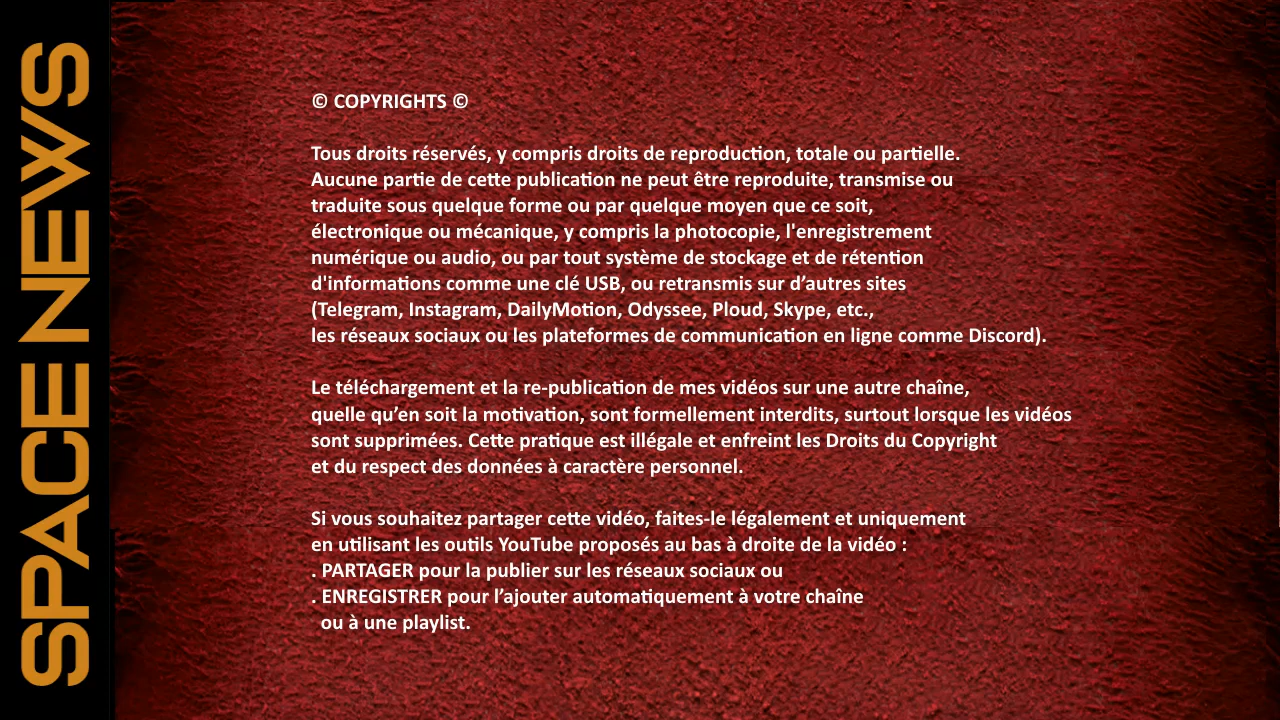 SPACE NEWS
© COPYRIGHTS ©
Tous droits réservés, y compris droits de reproduction, totale ou partielle.
Aucune partie de cette publication ne peut être reproduite, transmise ou
traduite sous quelque forme ou par quelque moyen que ce soit,
électronique ou mécanique, y compris la photocopie, l'enregistrement
numérique ou audio, ou par tout système de stockage et de rétention
d'informations comme une clé USB, ou retransmis sur d’autres sites
(Telegram, Instagram, DailyMotion, Odyssee, Ploud, Skype, etc.,
les réseaux sociaux ou les plateformes de communication en ligne comme Discord).
Le téléchargement et la re-publication de mes vidéos sur une autre chaîne,
quelle qu’en soit la motivation, sont formellement interdits, surtout lorsque les vidéos
sont supprimées. Cette pratique est illégale et enfreint les Droits du Copyright
et du respect des données à caractère personnel.
Si vous souhaitez partager cette vidéo, faites-le légalement et uniquement
en utilisant les outils YouTube proposés au bas à droite de la vidéo :
. PARTAGER pour la publier sur les réseaux sociaux ou
. ENREGISTRER pour l’ajouter automatiquement à votre chaîne
ou à une playlist.